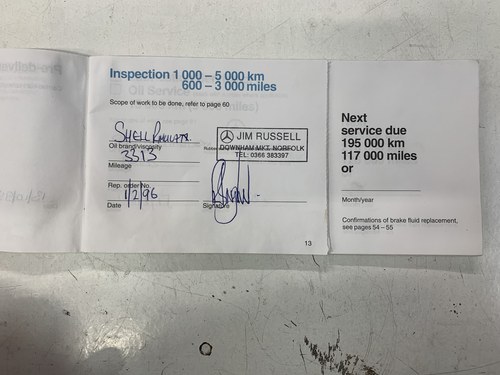 Inspection 1 000 – 5 000 km
600 – 3 000 miles
Scope of work to be done, refer to page 60
SHELL
Oil brand/viscosity
3313
Mileage
Rep. order No.
1/2/96
Date
JIM RUSSELL
DOWNHAM MKT. NORFOLK
TEL: 0366 383397
Signature
13
Next
service due
195 000 km
117 000 miles
or
Month/year
Confirmations of brake fluid replacement,
see pages 54 – 55